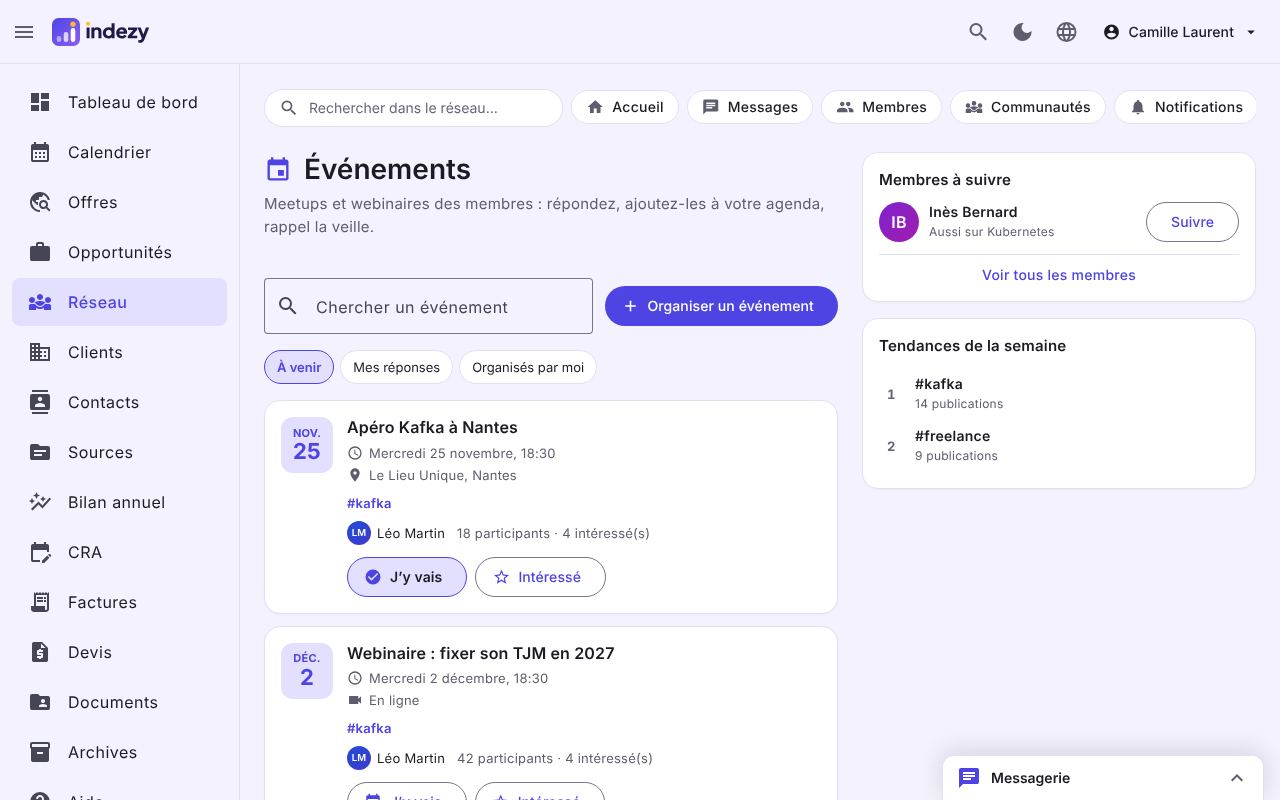 indezy
Camille Laurent
Tableau de bord
Calendrier
Offres
Opportunités
Réseau
Clients
Contacts
Sources
Bilan annuel
CRA
Factures
Devis
Documents
Archives
Rechercher dans le réseau...
Accueil
Messages
Membres
Communautés
Notifications
Événements
Meetups et webinaires des membres : répondez, ajoutez-les à votre agenda,
rappel la veille.
Chercher un événement
Organiser un événement
À venir
Mes réponses
Organisés par moi
NOV.
25
Apéro Kafka à Nantes
Mercredi 25 novembre, 18:30
Le Lieu Unique, Nantes
#kafka
LM
Léo Martin
18 participants · 4 intéressé(s)
J’y vais
Intéressé
DÉC.
2
Webinaire : fixer son TJM en 2027
Mercredi 2 décembre, 18:30
En ligne
#kafka
LM
Léo Martin
42 participants · 4 intéressé(s)
J’y vais
Intéressé
Membres à suivre
IB
Inès Bernard
Aussi sur Kubernetes
Suivre
Voir tous les membres
Tendances de la semaine
1
#kafka
14 publications
2
#freelance
9 publications
Messagerie